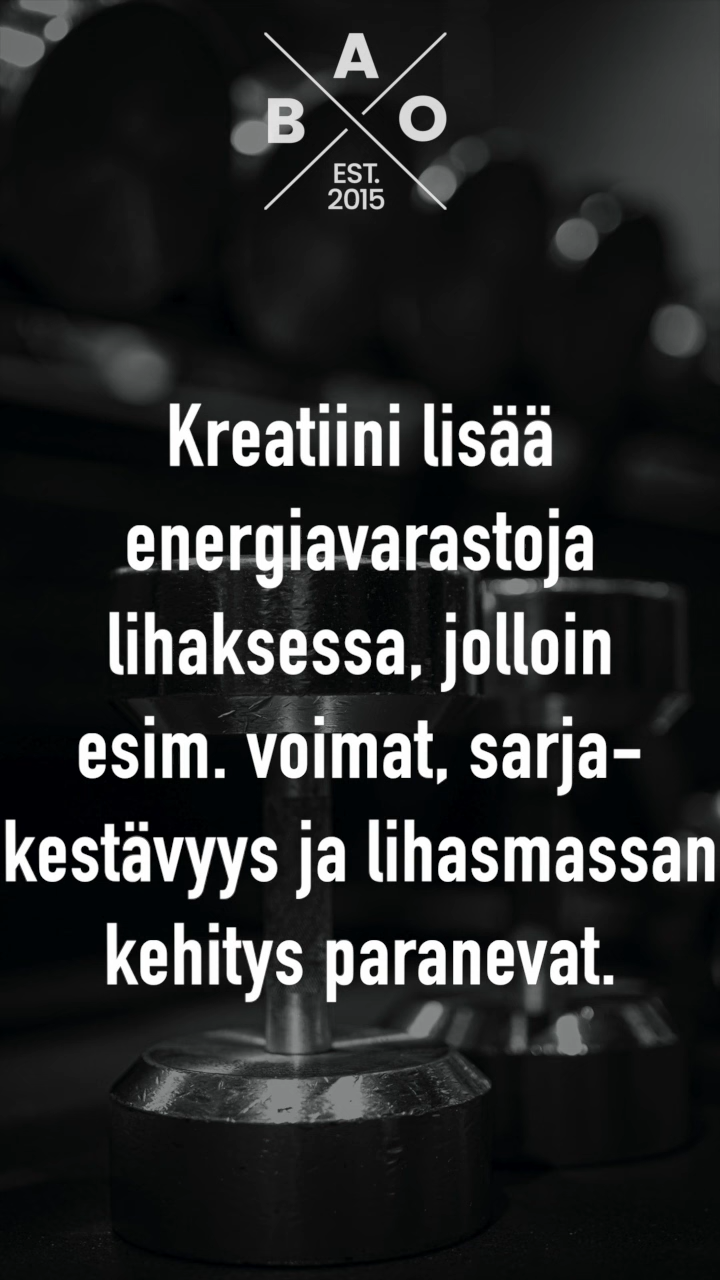 A
B O
EST.
2015
Kreatiini lisää
energiavarastoja
lihaksessa, jolloin
esim. voimat, sarja-
kestävyys ja lihasmassan
kehitys paranevat.